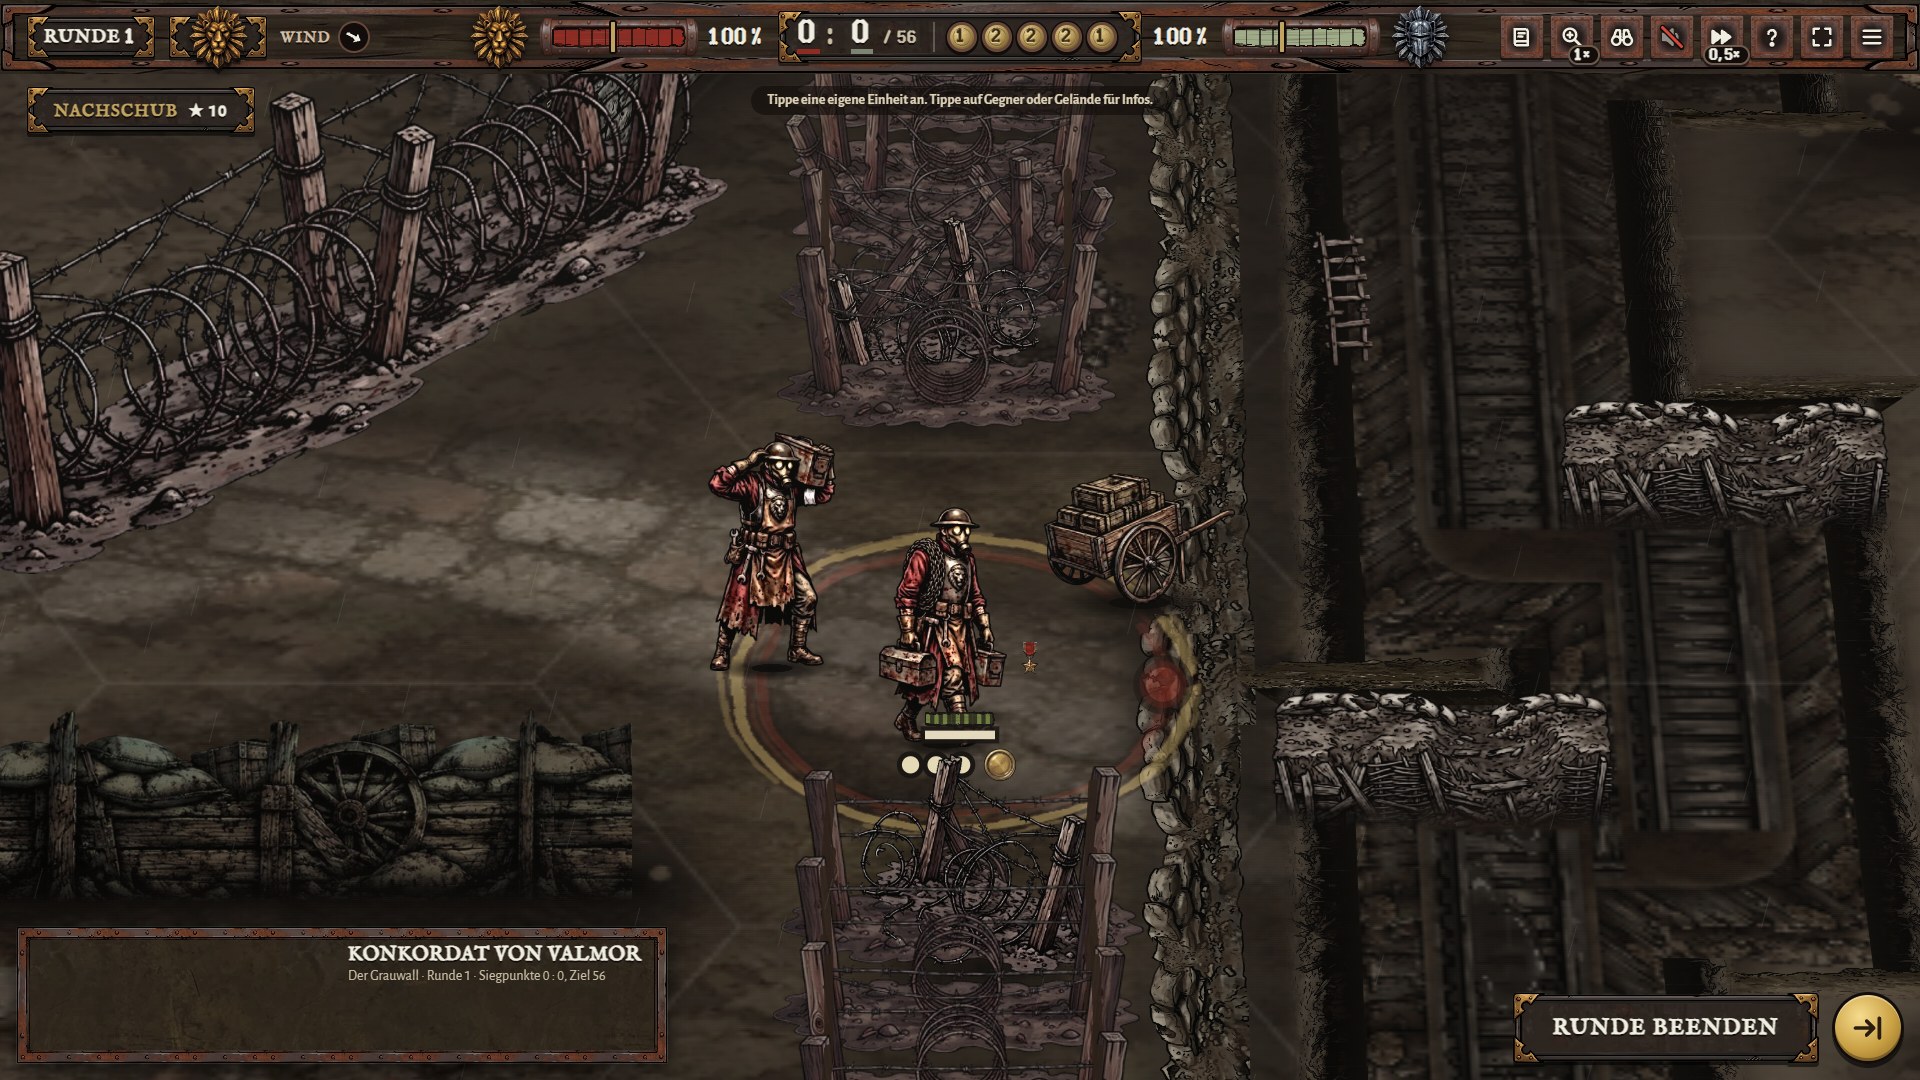 RUNDE 1
WIND
100%
0 : 0 / 56
1 2 2 2 1
100%
1×
0,5×
?
NACHSCHUB ★ 10
Tippe eine eigene Einheit an. Tippe auf Gegner oder Gelände für Infos.
KONKORDAT VON VALMOR
Der Grauwall · Runde 1 · Siegpunkte 0 : 0, Ziel 56
RUNDE BEENDEN